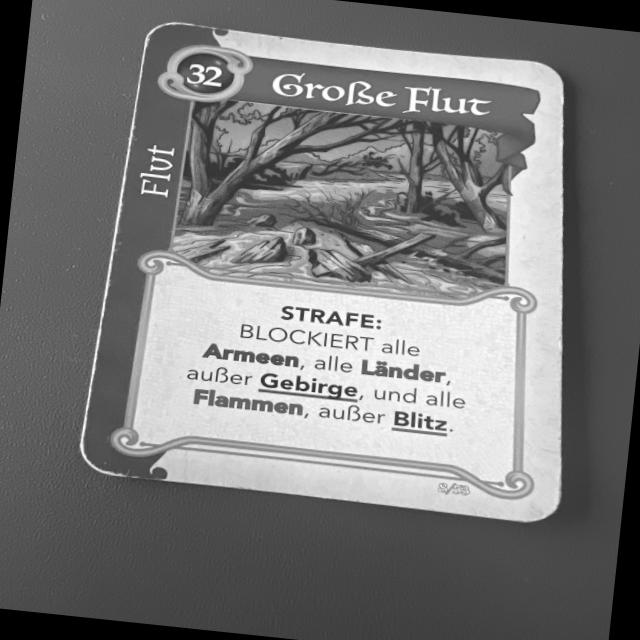 32
Große Flut
Flut
STRAFE:
BLOCKIERT alle
Armeen, alle Länder,
außer Gebirge, und alle
Flammen, außer Blitz.